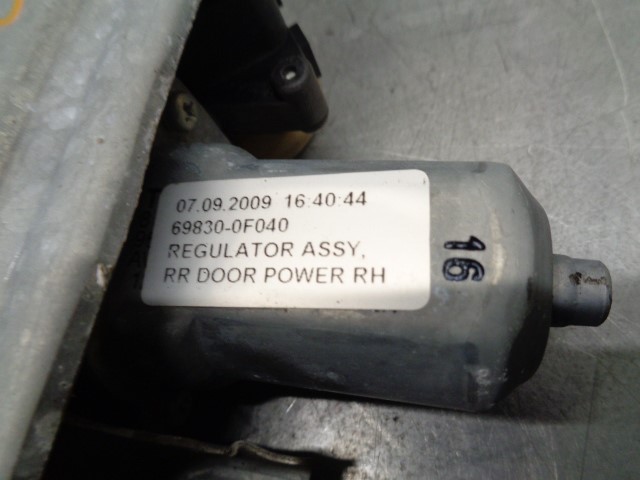 07.09.2009 16:40:44
69830-0F040
REGULATOR ASSY,
RR DOOR POWER RH
16